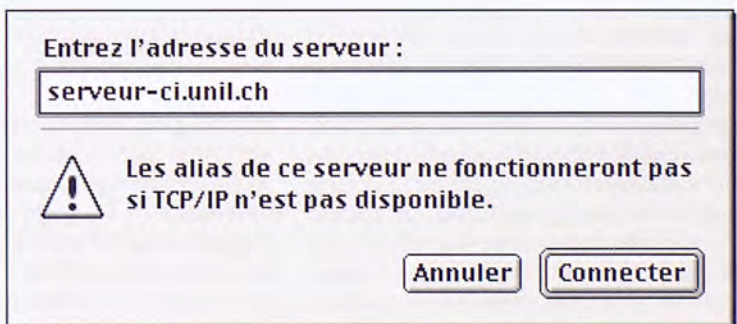 Entrez l'adresse du serveur :
serveur-ci.unil.ch
Les alias de ce serveur ne fonctionneront pas
si TCP/IP n'est pas disponible.
Annuler Connecter